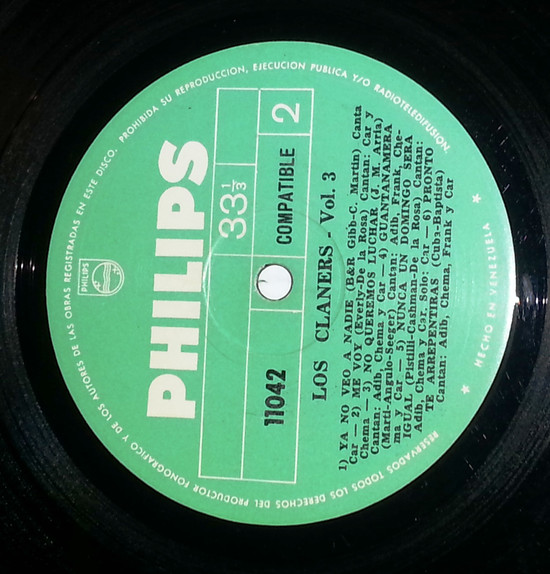 RESERVADOS TODOS LOS DERECHOS DEL PRODUCTOR FONOGRAFICO Y DE LOS AUTORES DE LAS OBRAS REGISTRADAS EN ESTE DISCO. PROHIBIDA SU REPRODUCCION, EJECUCION PUBLICA Y/O RADIOTELEDIFUSION.
PHILIPS
PHILIPS
33 1/3
11042
COMPATIBLE
2
LOS CLANERS - Vol. 3
1) YA NO VEO A NADIE (B&R Gibb-C. Martin) Canta
Car — 2) ME VOY (Everly-De la Rosa) Cantan: Car y
Chema — 3) NO QUEREMOS LUCHAR (J. M. Arria)
Cantan: Adib, Chema y Car — 4) GUANTANAMERA
(Marti-Angulo-Seeger) Cantan: Adib, Frank, Che-
ma y Car — 5) NUNCA UN DOMINGO SERA
IGUAL (Pistilli-Cashman-De la Rosa) Cantan:
Adib, Chema y Car. Solo: Car — 6) PRONTO
TE ARREPENTIRAS (Cuba-Baptista)
Cantan: Adib, Chema, Frank y Car
★ HECHO EN VENEZUELA ★